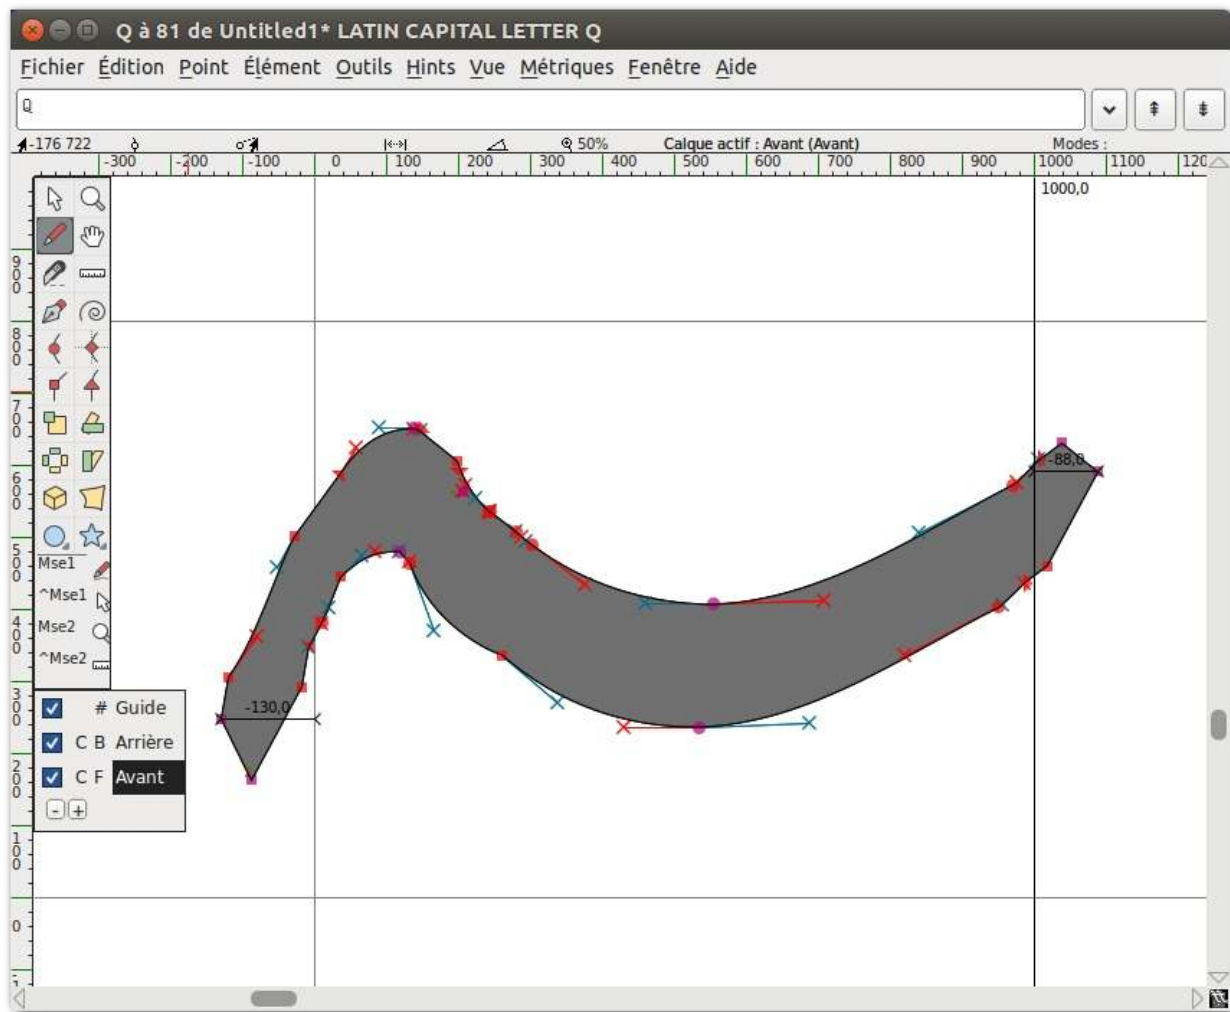 Q à 81 de Untitled1* LATIN CAPITAL LETTER Q
Fichier Édition Point Élément Outils Hints Vue Métriques Fenêtre Aide
Q
-176 722 50% Calque actif : Avant (Avant) Modes :
-300 -200 -100 0 100 200 300 400 500 600 700 800 900 1000 1100 120
1000,0
900
800
700
-88,0
600
500
Mse1
^Mse1
400
Mse2
^Mse2
300
-130,0
# Guide
C B Arrière
200
C F Avant
- +
100
0
-1